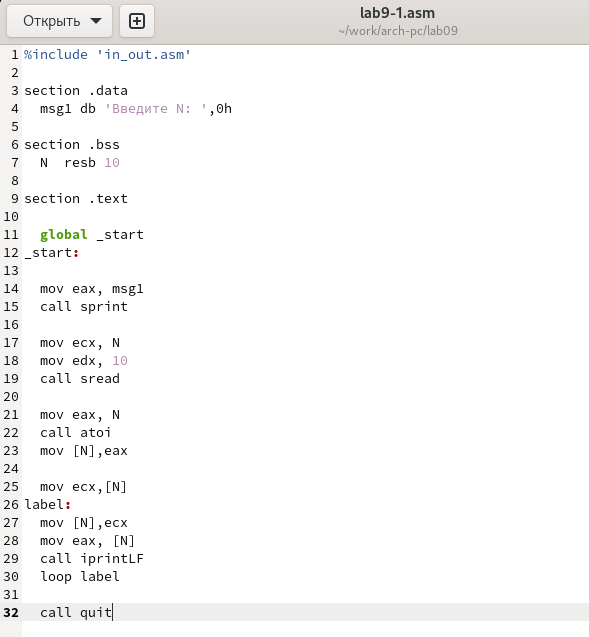 Открыть
lab9-1.asm
~/work/arch-pc/lab09
1 %include 'in_out.asm'
2
3 section .data
4   msg1 db 'Введите N: ',0h
5
6 section .bss
7   N  resb 10
8
9 section .text
10
11   global _start
12 _start:
13
14   mov eax, msg1
15   call sprint
16
17   mov ecx, N
18   mov edx, 10
19   call sread
20
21   mov eax, N
22   call atoi
23   mov [N],eax
24
25   mov ecx,[N]
26 label:
27   mov [N],ecx
28   mov eax, [N]
29   call iprintLF
30   loop label
31
32   call quit